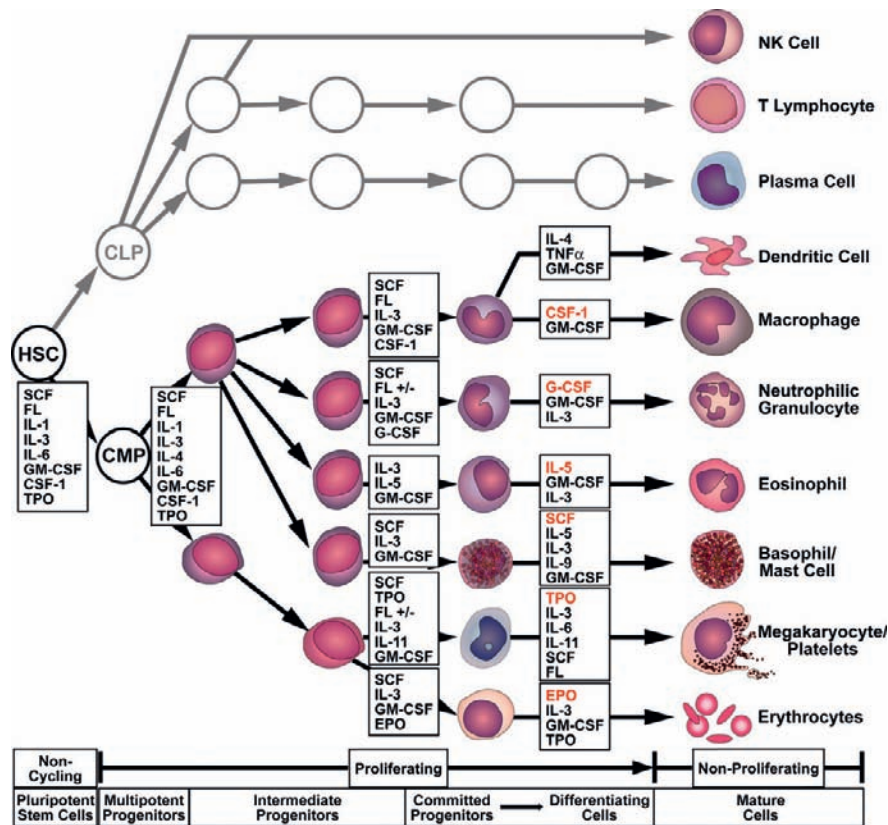 NK Cell
T Lymphocyte
Plasma Cell
CLP
IL-4
TNFα
GM-CSF
Dendritic Cell
SCF
FL
IL-3
GM-CSF
CSF-1
CSF-1
GM-CSF
Macrophage
HSC
SCF
FL
IL-1
IL-3
IL-6
GM-CSF
CSF-1
TPO
CMP
SCF
FL
IL-1
IL-3
IL-4
IL-6
GM-CSF
CSF-1
TPO
SCF
FL +/-
IL-3
GM-CSF
G-CSF
G-CSF
GM-CSF
IL-3
Neutrophilic
Granulocyte
IL-3
IL-5
GM-CSF
IL-5
GM-CSF
IL-3
Eosinophil
SCF
IL-3
GM-CSF
SCF
IL-5
IL-3
IL-9
GM-CSF
Basophil/
Mast Cell
SCF
TPO
FL +/-
IL-3
IL-11
GM-CSF
TPO
IL-3
IL-6
IL-11
SCF
FL
Megakaryocyte/
Platelets
SCF
IL-3
GM-CSF
EPO
EPO
IL-3
GM-CSF
TPO
Erythrocytes
Non-
Cycling
Proliferating
Non-Proliferating
Pluripotent
Stem Cells
Multipotent
Progenitors
Intermediate
Progenitors
Committed
Progenitors
Differentiating
Cells
Mature
Cells